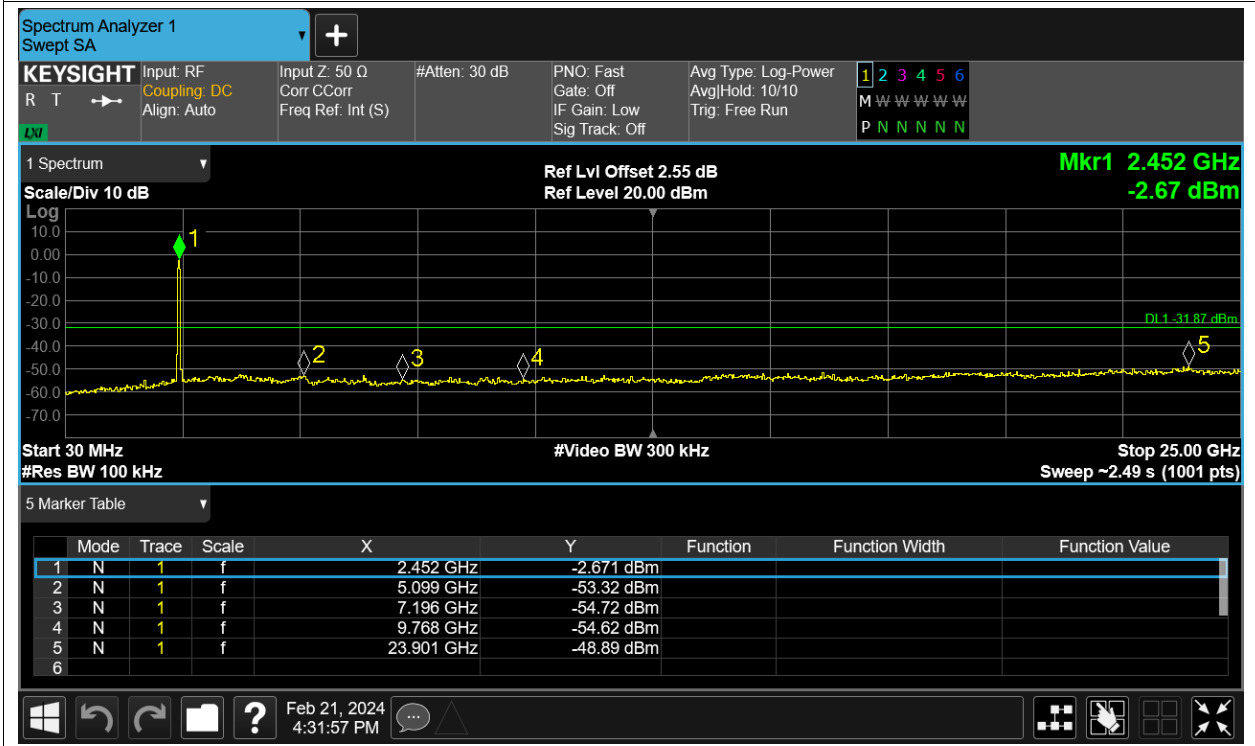 Spectrum Analyzer 1
Swept SA
+
KEYSIGHT
R T
LXI
Input: RF
Coupling: DC
Align: Auto
Input Z: 50 Ω
Corr CCorr
Freq Ref: Int (S)
#Atten: 30 dB
PNO: Fast
Gate: Off
IF Gain: Low
Sig Track: Off
Avg Type: Log-Power
Avg|Hold: 10/10
Trig: Free Run
1 2 3 4 5 6
M W W W W W
P N N N N N
1 Spectrum
Scale/Div 10 dB
Ref Lvl Offset 2.55 dB
Ref Level 20.00 dBm
Mkr1 2.452 GHz
-2.67 dBm
Log
10.0
0.00
-10.0
-20.0
-30.0
-40.0
-50.0
-60.0
-70.0
1
2
3
4
5
DL1 -31.87 dBm
Start 30 MHz
#Res BW 100 kHz
#Video BW 300 kHz
Stop 25.00 GHz
Sweep ~2.49 s (1001 pts)
5 Marker Table
Mode Trace Scale X Y Function Function Width Function Value
1 N 1 f 2.452 GHz -2.671 dBm
2 N 1 f 5.099 GHz -53.32 dBm
3 N 1 f 7.196 GHz -54.72 dBm
4 N 1 f 9.768 GHz -54.62 dBm
5 N 1 f 23.901 GHz -48.89 dBm
6
?
Feb 21, 2024
4:31:57 PM